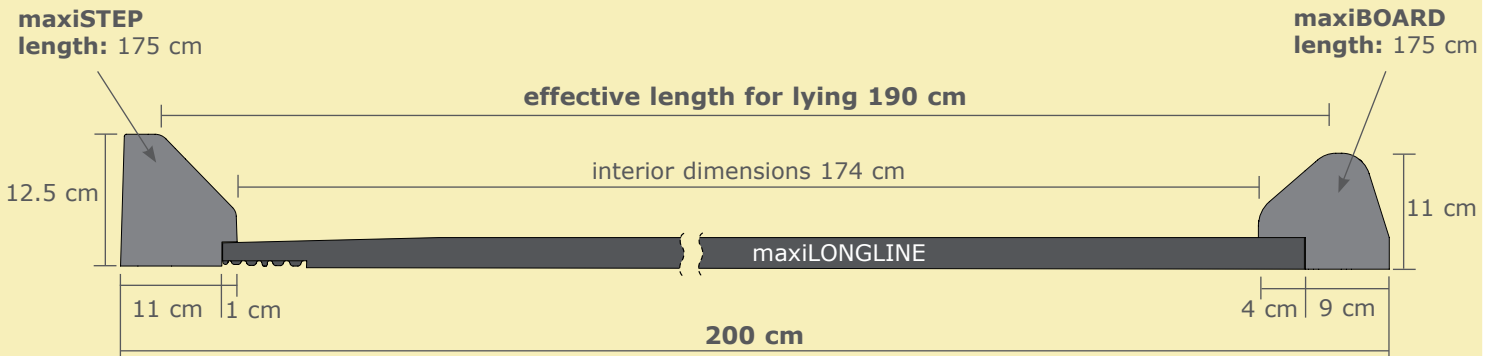 maxiSTEP
length: 175 cm
maxiBOARD
length: 175 cm
effective length for lying 190 cm
interior dimensions 174 cm
12.5 cm
11 cm
maxiLONGLINE
11 cm
1 cm
4 cm
9 cm
200 cm